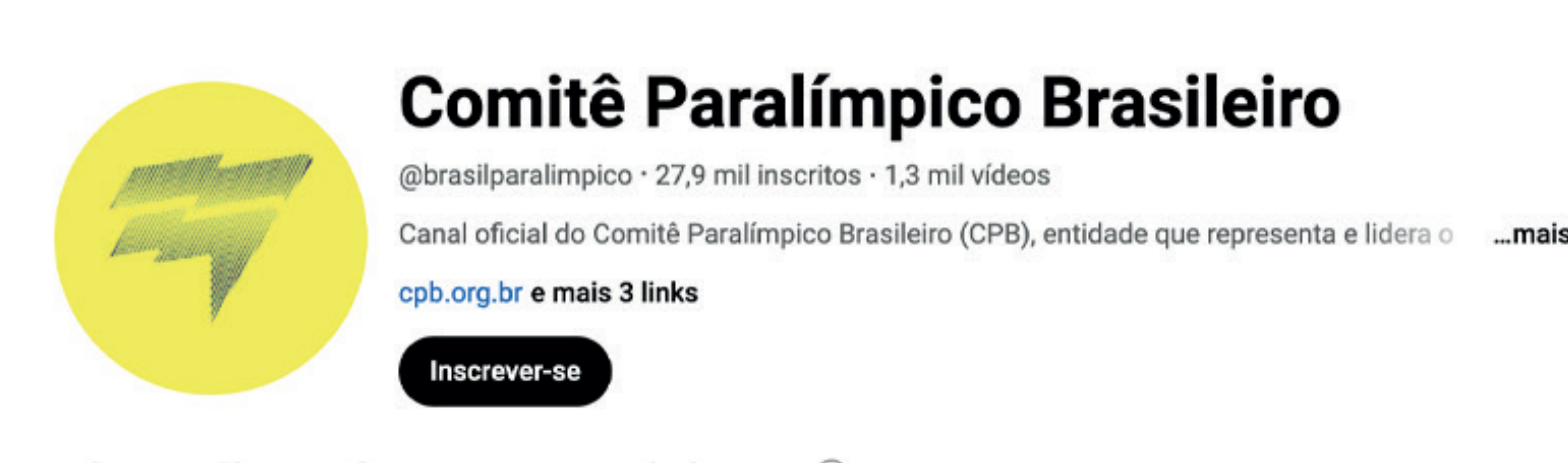 Comitê Paralímpico Brasileiro
@brasilparalimpico · 27,9 mil inscritos · 1,3 mil vídeos
Canal oficial do Comitê Paralímpico Brasileiro (CPB), entidade que representa e lidera o ...mais
cpb.org.br e mais 3 links
Inscrever-se